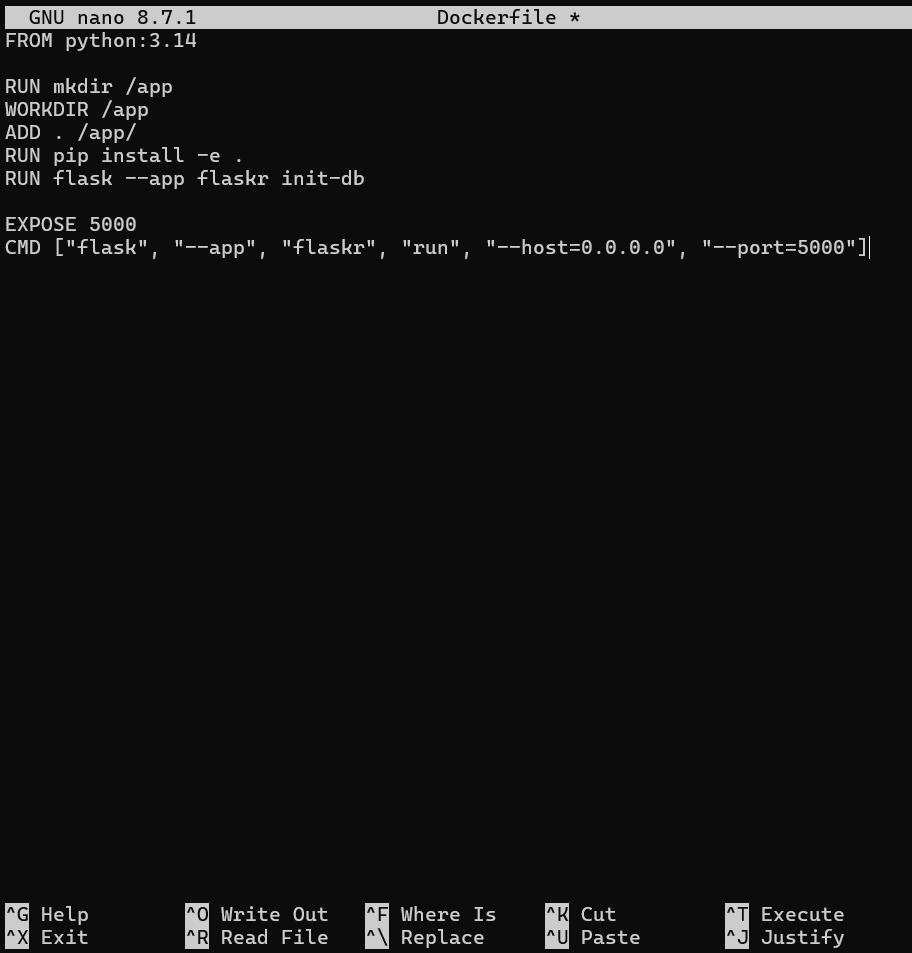 GNU nano 8.7.1 Dockerfile *
FROM python:3.14
RUN mkdir /app
WORKDIR /app
ADD . /app/
RUN pip install -e .
RUN flask --app flaskr init-db
EXPOSE 5000
CMD ["flask", "--app", "flaskr", "run", "--host=0.0.0.0", "--port=5000"]
^G Help ^O Write Out ^F Where Is ^K Cut ^T Execute
^X Exit ^R Read File ^\ Replace ^U Paste ^J Justify